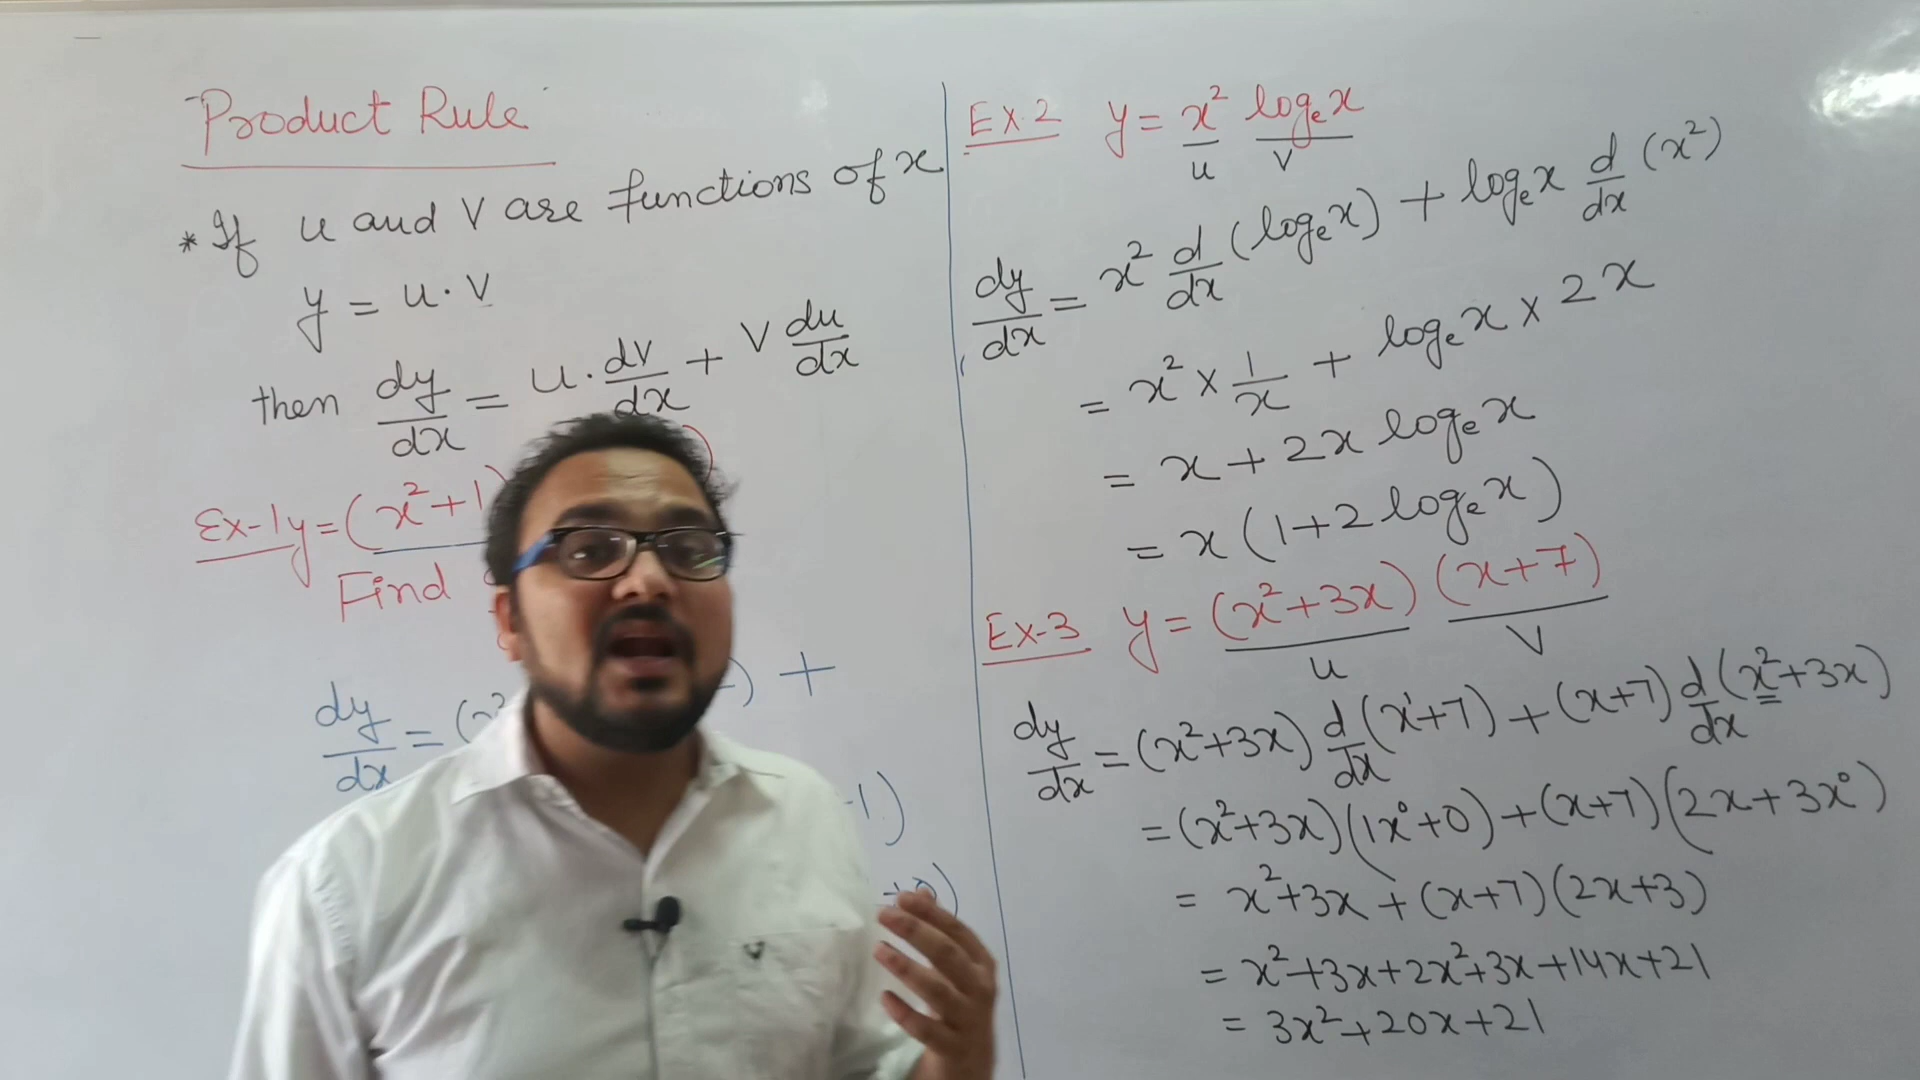 Product Rule
* If u and v are functions of x
y = u · v
then dy/dx = u · dv/dx + v du/dx
Ex-1 y = (x² + 1)
Find
dy/dx = (x² ) +
-1)
+0)
Ex.2 y = x² logₑx
u v
dy/dx = x² d/dx (logₑx) + logₑx d/dx (x²)
= x² × 1/x + logₑx × 2x
= x + 2x logₑx
= x (1+2 logₑx)
Ex-3 y = (x²+3x) (x+7)
u v
dy/dx = (x²+3x) d/dx (x¹+7) + (x+7) d/dx (x²+3x)
= (x²+3x)(1x⁰+0) + (x+7)(2x+3x⁰)
= x²+3x + (x+7)(2x+3)
= x²+3x+2x²+3x+14x+21
= 3x²+20x+21